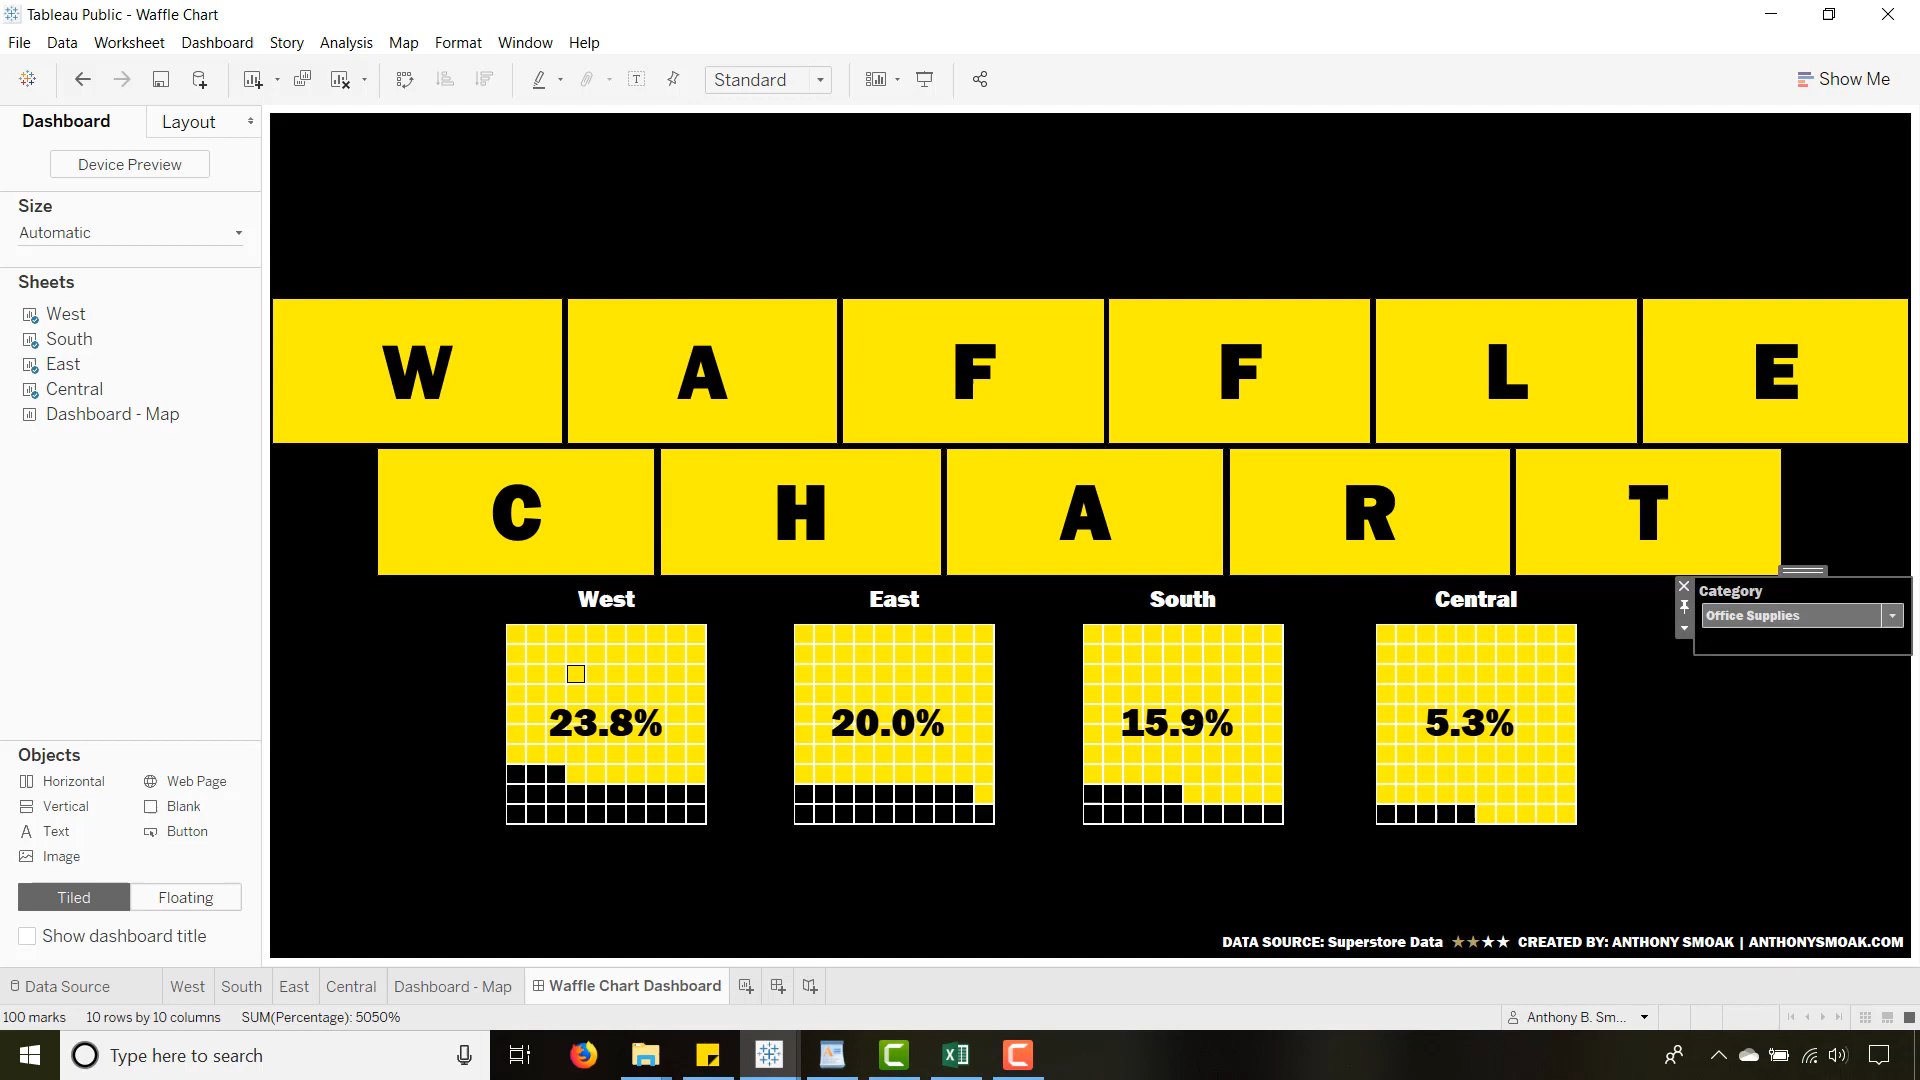 Tableau Public - Waffle Chart
File Data Worksheet Dashboard Story Analysis Map Format Window Help
Standard
Show Me
Dashboard Layout
Device Preview
Size
Automatic
Sheets
West
South
East
Central
Dashboard - Map
W A F F L E
C H A R T
West East South Central
Category
Office Supplies
23.8% 20.0% 15.9% 5.3%
Objects
Horizontal Web Page
Vertical Blank
Text Button
Image
Tiled Floating
Show dashboard title
DATA SOURCE: Superstore Data ★★★★ CREATED BY: ANTHONY SMOAK | ANTHONYSMOAK.COM
Data Source West South East Central Dashboard - Map Waffle Chart Dashboard
100 marks 10 rows by 10 columns SUM(Percentage): 5050% Anthony B. Sm...
Type here to search